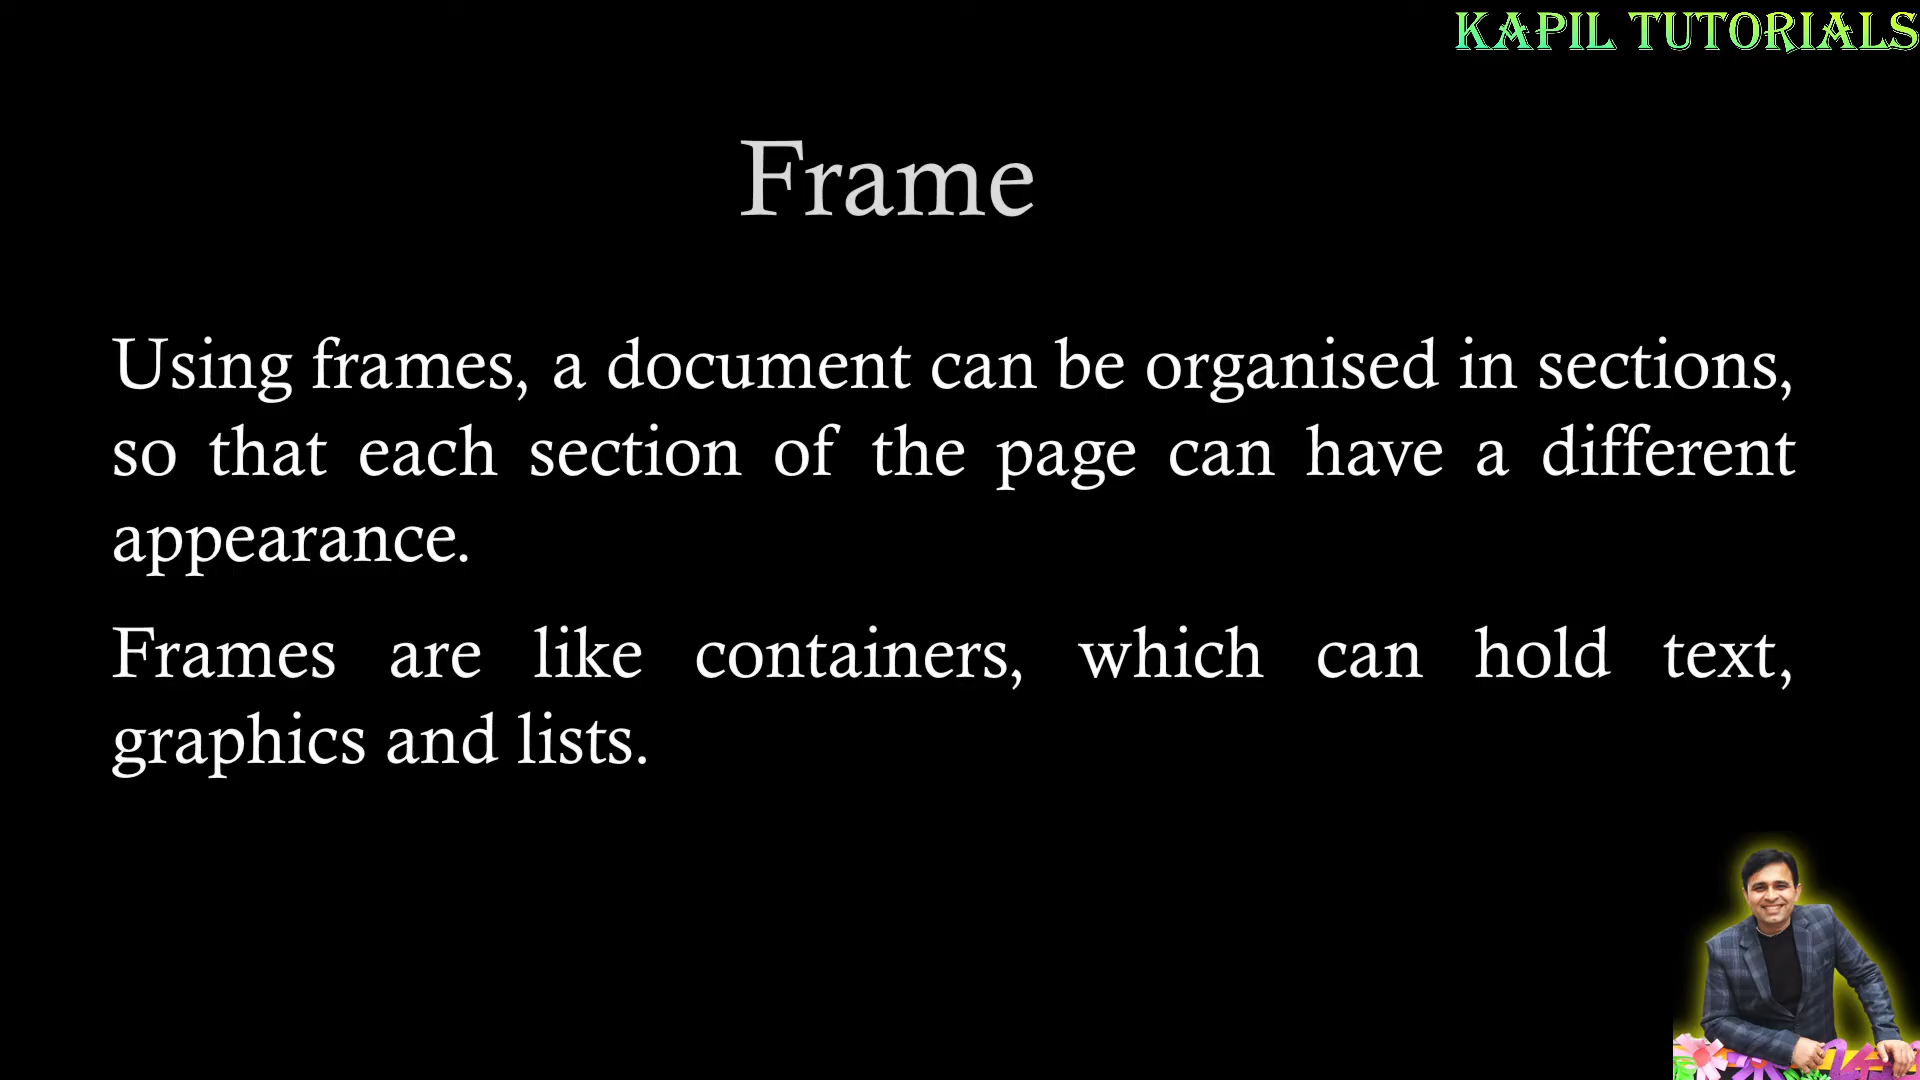 KAPIL TUTORIALS
Frame
Using frames, a document can be organised in sections,
so that each section of the page can have a different
appearance.
Frames are like containers, which can hold text,
graphics and lists.